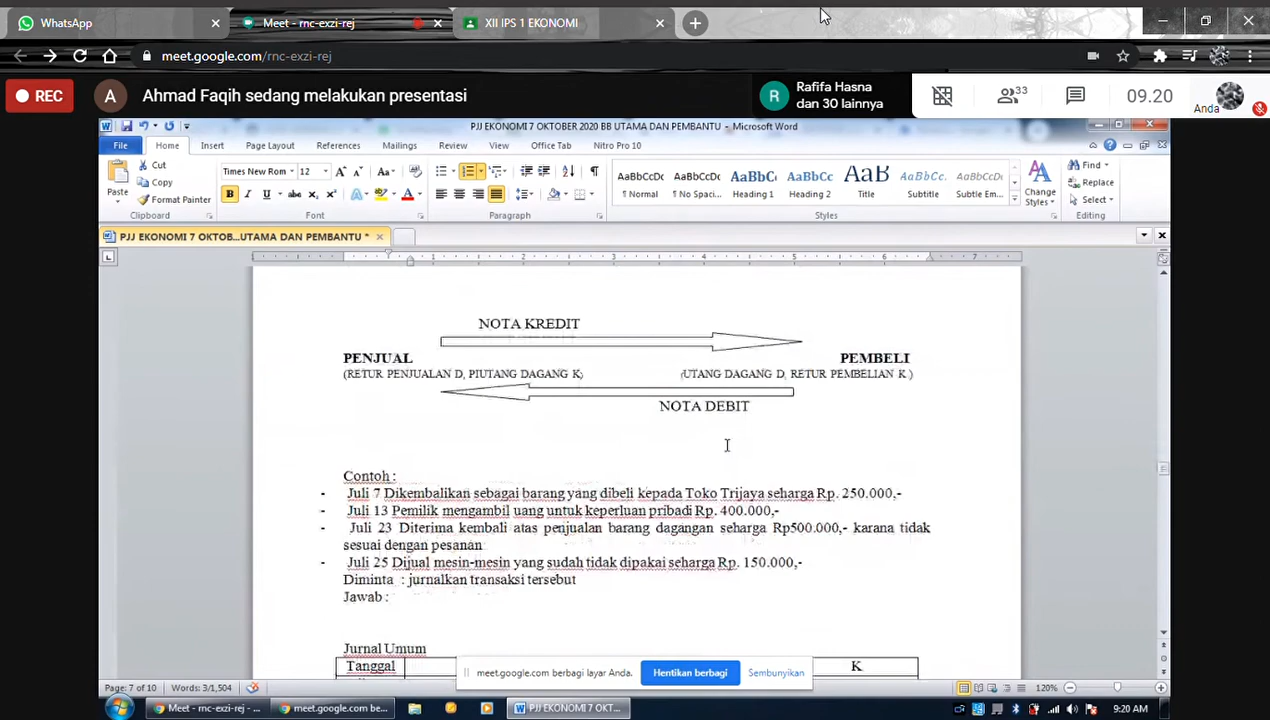 WhatsApp
Meet - rnc-exzi-rej
XII IPS 1 EKONOMI
meet.google.com/rnc-exzi-rej
REC
A
Ahmad Faqih sedang melakukan presentasi
R
Rafifa Hasna
dan 30 lainnya
33
09.20
Anda
PJJ EKONOMI 7 OKTOBER 2020 BB UTAMA DAN PEMBANTU - Microsoft Word
File
Home
Insert
Page Layout
References
Mailings
Review
View
Office Tab
Nitro Pro 10
Paste
Cut
Copy
Format Painter
Clipboard
Times New Rom
12
Font
Paragraph
AaBbCcDc
¶ Normal
AaBbCcDc
¶ No Spaci...
AaBbC
Heading 1
AaBbCc
Heading 2
AaB
Title
AaBbCc.
Subtitle
AaBbCcDc
Subtle Em...
Change
Styles
Styles
Find
Replace
Select
Editing
PJJ EKONOMI 7 OKTOB...UTAMA DAN PEMBANTU *
NOTA KREDIT
PENJUAL PEMBELI
(RETUR PENJUALAN D, PIUTANG DAGANG K) (UTANG DAGANG D, RETUR PEMBELIAN K )
NOTA DEBIT
Contoh :
- Juli 7 Dikembalikan sebagai barang yang dibeli kepada Toko Trijaya seharga Rp. 250.000,-
- Juli 13 Pemilik mengambil uang untuk keperluan pribadi Rp. 400.000,-
- Juli 23 Diterima kembali atas penjualan barang dagangan seharga Rp500.000,- karana tidak
sesuai dengan pesanan
- Juli 25 Dijual mesin-mesin yang sudah tidak dipakai seharga Rp. 150.000,-
Diminta : jurnalkan transaksi tersebut
Jawab :
Jurnal Umum
Tanggal K
meet.google.com berbagi layar Anda.
Hentikan berbagi
Sembunyikan
Page: 7 of 10
Words: 3/1,504
120%
Meet - rnc-exzi-rej - ...
meet.google.com be...
PJJ EKONOMI 7 OKT...
9:20 AM